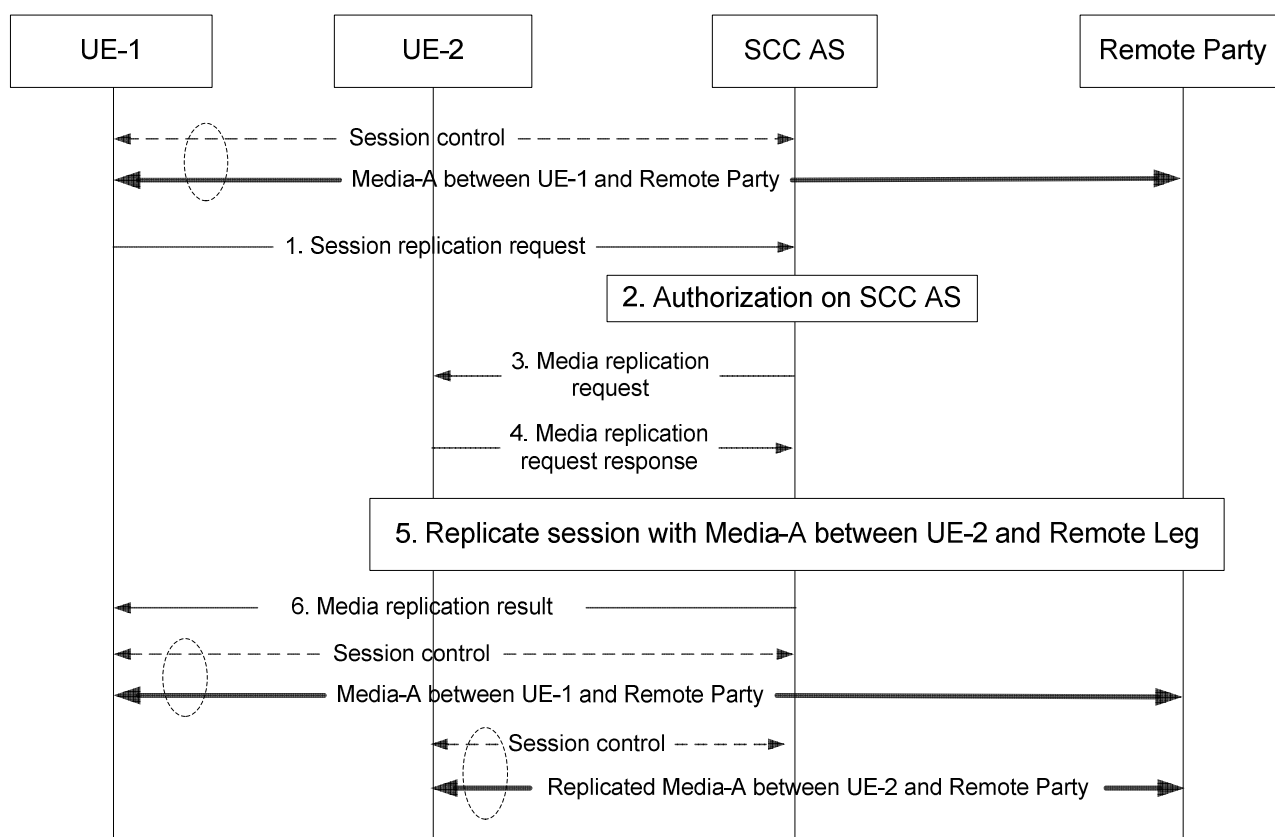 UE-1
UE-2
SCC AS
Remote Party
Session control
Media-A between UE-1 and Remote Party
1. Session replication request
2. Authorization on SCC AS
3. Media replication
request
4. Media replication
request response
5. Replicate session with Media-A between UE-2 and Remote Leg
6. Media replication result
Session control
Media-A between UE-1 and Remote Party
Session control
Replicated Media-A between UE-2 and Remote Party